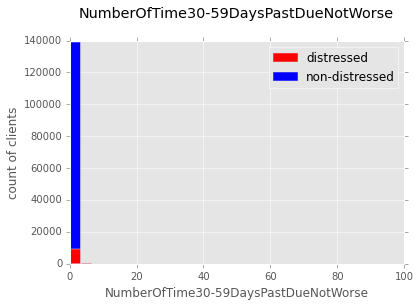 NumberOfTime30-59DaysPastDueNotWorse
140000
120000
100000
80000
60000
40000
20000
0
count of clients
distressed
non-distressed
0 20 40 60 80 100
NumberOfTime30-59DaysPastDueNotWorse